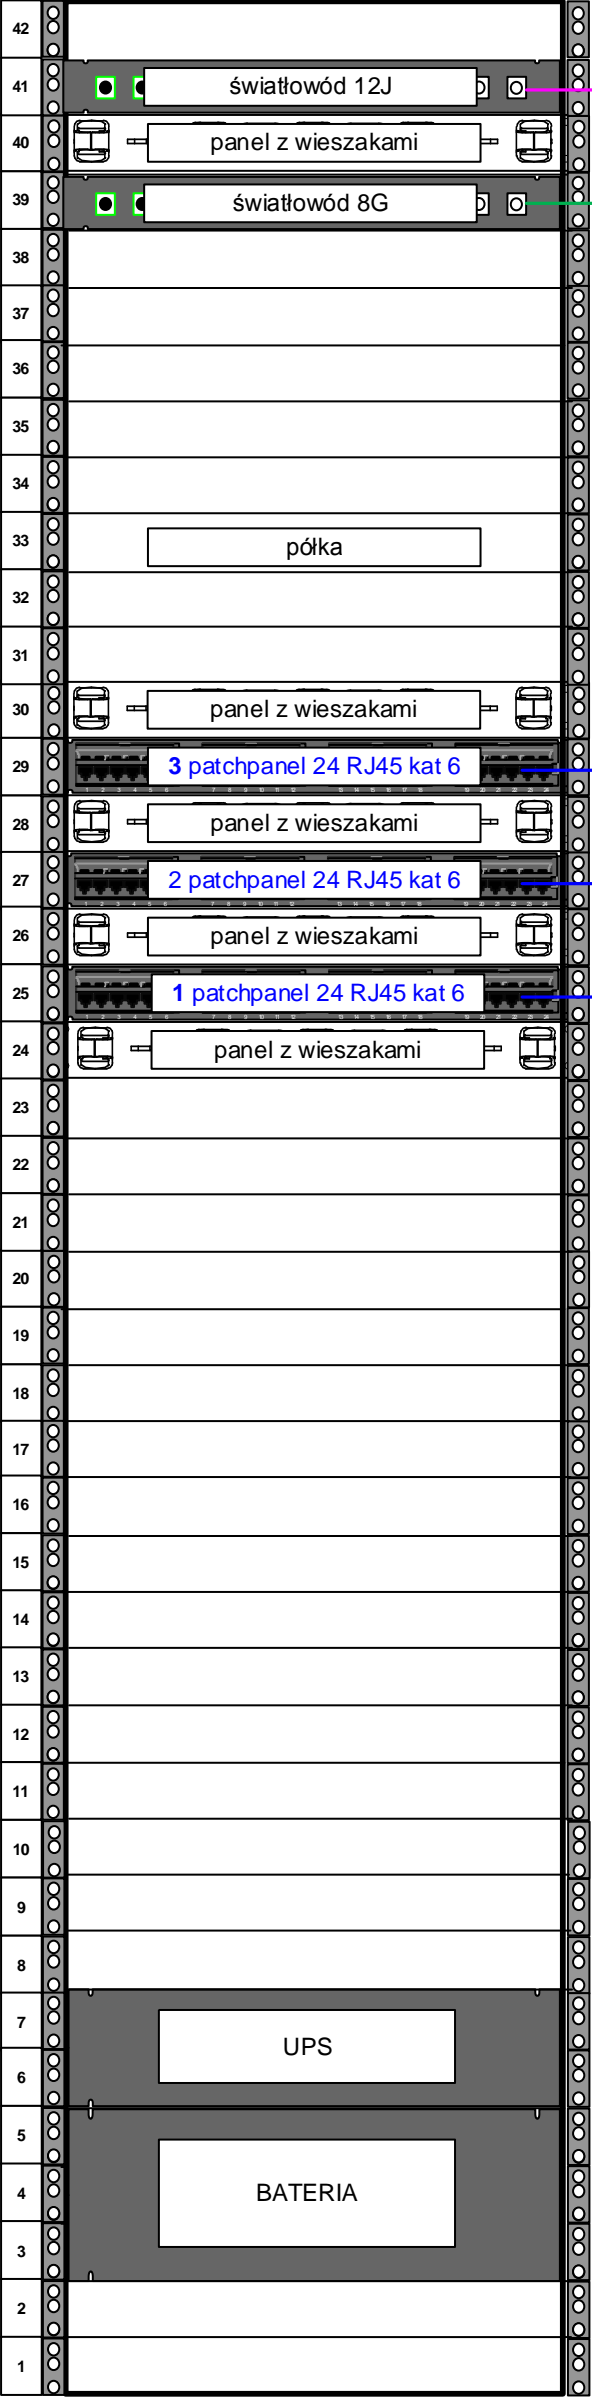 42
41 światłowód 12J
40 panel z wieszakami
39 światłowód 8G
38
37
36
35
34
33 półka
32
31
30 panel z wieszakami
29 3 patchpanel 24 RJ45 kat 6
28 panel z wieszakami
27 2 patchpanel 24 RJ45 kat 6
26 panel z wieszakami
25 1 patchpanel 24 RJ45 kat 6
24 panel z wieszakami
23
22
21
20
19
18
17
16
15
14
13
12
11
10
9
8
7
UPS
6
5
4 BATERIA
3
2
1